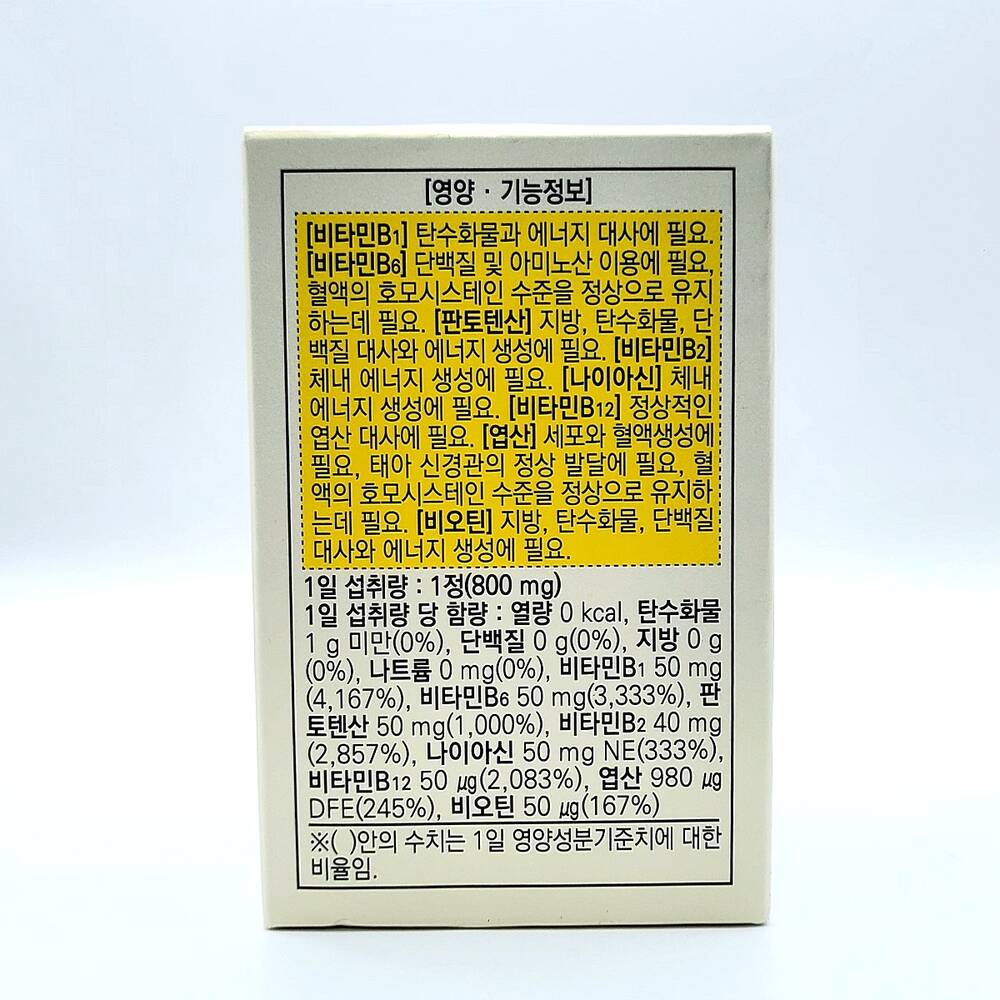 [영양 · 기능정보]
[비타민B1] 탄수화물과 에너지 대사에 필요.
[비타민B6] 단백질 및 아미노산 이용에 필요,
혈액의 호모시스테인 수준을 정상으로 유지
하는데 필요. [판토텐산] 지방, 탄수화물, 단
백질 대사와 에너지 생성에 필요. [비타민B2]
체내 에너지 생성에 필요. [나이아신] 체내
에너지 생성에 필요. [비타민B12] 정상적인
엽산 대사에 필요. [엽산] 세포와 혈액생성에
필요, 태아 신경관의 정상 발달에 필요, 혈
액의 호모시스테인 수준을 정상으로 유지하
는데 필요. [비오틴] 지방, 탄수화물, 단백질
대사와 에너지 생성에 필요.
1일 섭취량 : 1정(800 mg)
1일 섭취량 당 함량 : 열량 0 kcal, 탄수화물
1 g 미만(0%), 단백질 0 g(0%), 지방 0 g
(0%), 나트륨 0 mg(0%), 비타민B1 50 mg
(4,167%), 비타민B6 50 mg(3,333%), 판
토텐산 50 mg(1,000%), 비타민B2 40 mg
(2,857%), 나이아신 50 mg NE(333%),
비타민B12 50 ㎍(2,083%), 엽산 980 ㎍
DFE(245%), 비오틴 50 ㎍(167%)
※( )안의 수치는 1일 영양성분기준치에 대한
비율임.